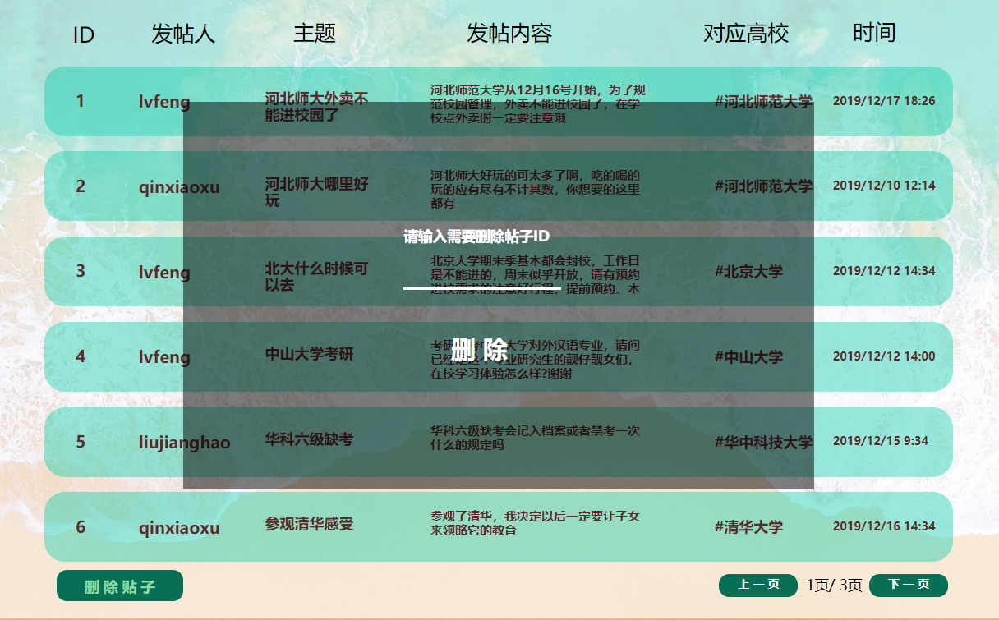 ID 发帖人 主题 发帖内容 对应高校 时间
1 lvfeng
河北师大外卖不
能进校园了
河北师范大学从12月16号开始，为了规
范校园管理，外卖不能进校园了，在学
校点外卖时一定要注意哦
#河北师范大学 2019/12/17 18:26
2 qinxiaoxu
河北师大哪里好
玩
河北师大好玩的可太多了啊，吃的喝的
玩的应有尽有不计其数，你想要的这里
都有
#河北师范大学 2019/12/10 12:14
请输入需要删除帖子ID
3 lvfeng
北大什么时候可
以去
北京大学期末季基本都会封校，工作日
是不能进的，周末似乎开放，请有预约
进校需求的注意好行程，提前预约。本
#北京大学 2019/12/12 14:34
4 lvfeng
中山大学考研
考研 大学对外汉语专业，请问
已经 业研究生的靓仔靓女们，
在校学习体验怎么样?谢谢
#中山大学 2019/12/12 14:00
删 除
5 liujianghao
华科六级缺考
华科六级缺考会记入档案或者禁考一次
什么的规定吗
#华中科技大学 2019/12/15 9:34
6 qinxiaoxu
参观清华感受
参观了清华，我决定以后一定要让子女
来领略它的教育
#清华大学 2019/12/16 14:34
删除贴子 上一页 1页/ 3页 下一页